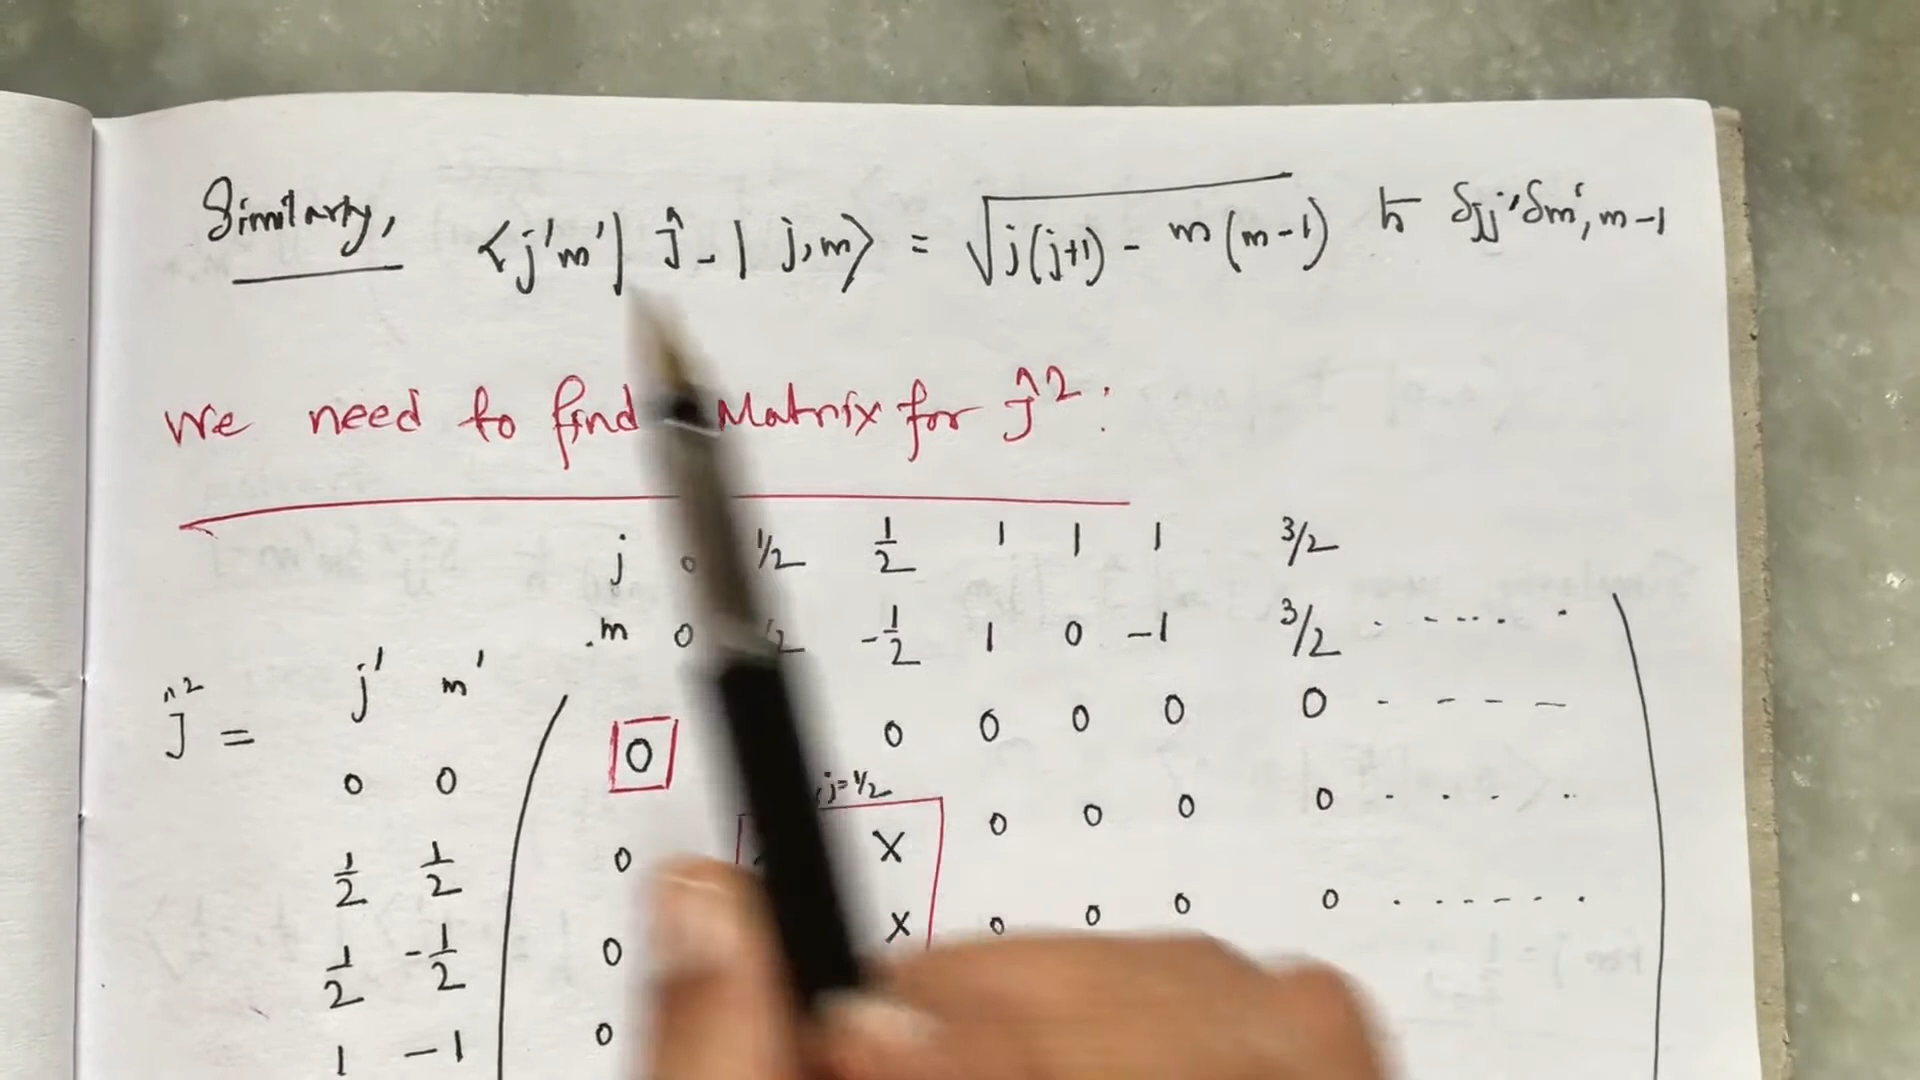 Similarly, <j'm'| Ĵ- | j,m> = √j(j+1) - m(m-1) ħ δjj' δm', m-1
We need to find Matrix for Ĵ2.
j 0 1/2 1/2 1 1 1 3/2
m 0 1/2 -1/2 1 0 -1 3/2 . - . . . .
Ĵ2 = j' m'
0 0 0 0 0 0 0 0 - - - -
j=1/2
1/2 1/2 0 X 0 0 0 0 . . . . .
1/2 -1/2 0 X 0 0 0 0 . . . . . .
1 -1 0